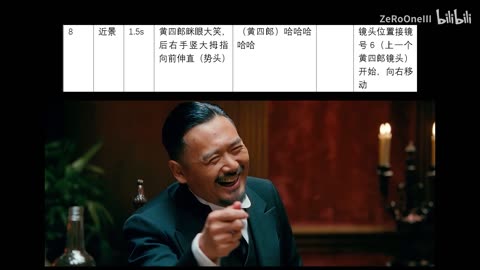 ZeRoOneIII bilibili
8
近景
1.5s
黄四郎眯眼大笑，
后右手竖大拇指
向前伸直（势头）
（黄四郎）哈哈哈
哈哈
镜头位置接镜
号 6（上一个
黄四郎镜头）
开始，向右移
动